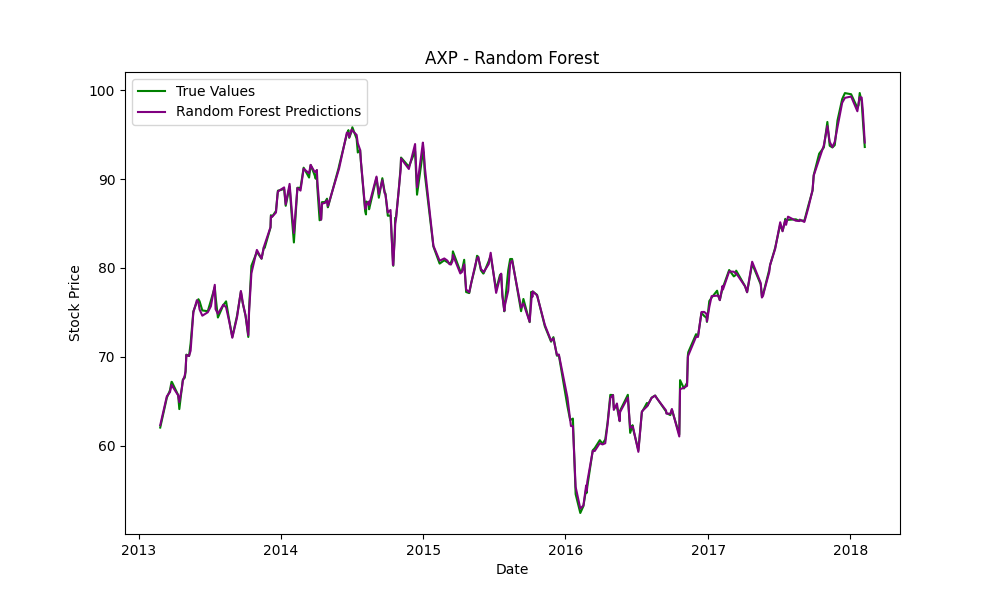 AXP - Random Forest
True Values
Random Forest Predictions
Stock Price
100
90
80
70
60
2013
2014
2015
2016
2017
2018
Date